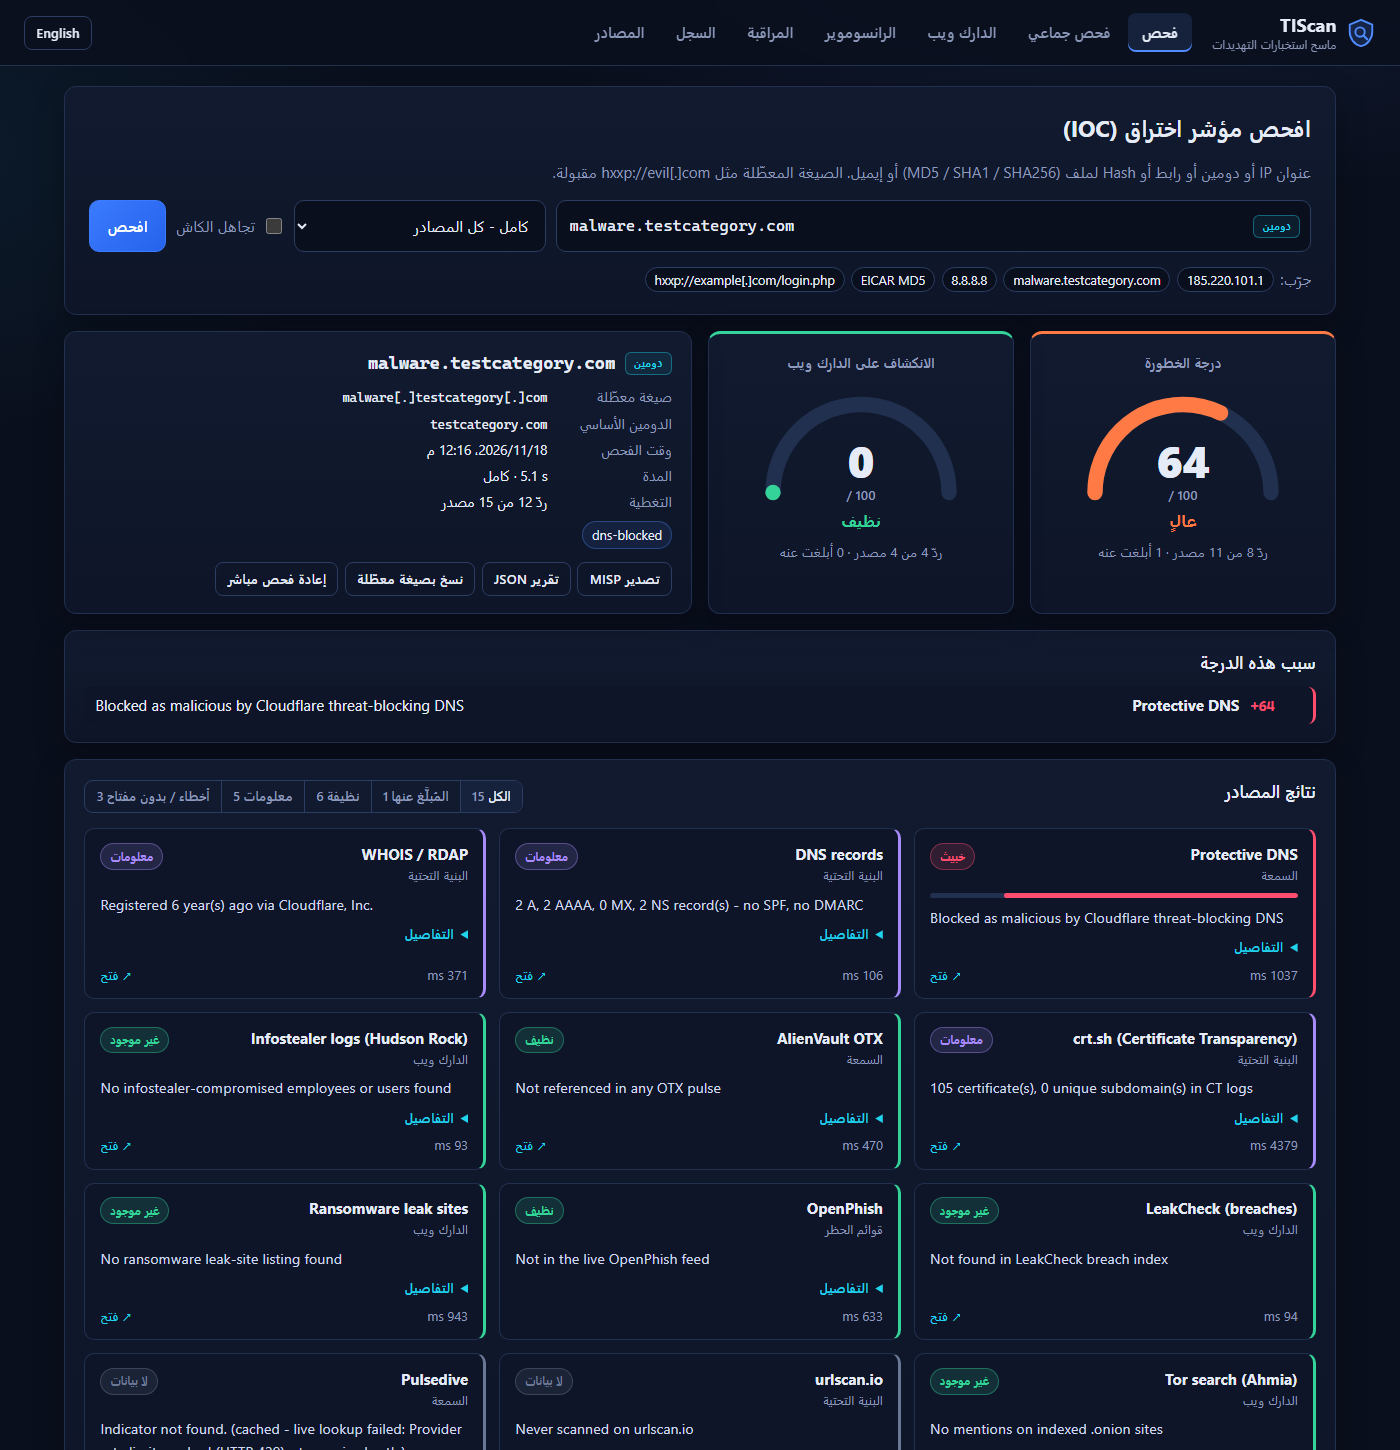 TIScan
ماسح استخبارات التهديدات
فحص
فحص جماعي
الدارك ويب
الرانسوموير
المراقبة
السجل
المصادر
English
افحص مؤشر اختراق (IOC)
عنوان IP أو دومين أو رابط أو Hash لملف (MD5 / SHA1 / SHA256) أو إيميل. الصيغة المعطّلة مثل hxxp://evil[.]com مقبولة.
دومين
malware.testcategory.com
كامل - كل المصادر
تجاهل الكاش
افحص
جرّب:
185.220.101.1
malware.testcategory.com
8.8.8.8
EICAR MD5
hxxp://example[.]com/login.php
درجة الخطورة
64
/ 100
عالٍ
ردّ 8 من 11 مصدر · 1 أبلغت عنه
الانكشاف على الدارك ويب
0
/ 100
نظيف
ردّ 4 من 4 مصدر · 0 أبلغت عنه
دومين malware.testcategory.com
صيغة معطّلة malware[.]testcategory[.]com
الدومين الأساسي testcategory.com
وقت الفحص 2026/11/18، 12:16 م
المدة 5.1 s · كامل
التغطية ردّ 12 من 15 مصدر
dns-blocked
تصدير MISP
تقرير JSON
نسخ بصيغة معطّلة
إعادة فحص مباشر
سبب هذه الدرجة
+64 Protective DNS
Blocked as malicious by Cloudflare threat-blocking DNS
نتائج المصادر
الكل 15
المُبلَّغ عنها 1
نظيفة 6
معلومات 5
أخطاء / بدون مفتاح 3
Protective DNS
خبيث
السمعة
Blocked as malicious by Cloudflare threat-blocking DNS
التفاصيل
1037 ms
فتح ↗
DNS records
معلومات
البنية التحتية
2 A, 2 AAAA, 0 MX, 2 NS record(s) - no SPF, no DMARC
التفاصيل
106 ms
فتح ↗
WHOIS / RDAP
معلومات
البنية التحتية
Registered 6 year(s) ago via Cloudflare, Inc.
التفاصيل
371 ms
فتح ↗
crt.sh (Certificate Transparency)
معلومات
البنية التحتية
105 certificate(s), 0 unique subdomain(s) in CT logs
التفاصيل
4379 ms
فتح ↗
AlienVault OTX
نظيف
السمعة
Not referenced in any OTX pulse
التفاصيل
470 ms
فتح ↗
Infostealer logs (Hudson Rock)
غير موجود
الدارك ويب
No infostealer-compromised employees or users found
التفاصيل
93 ms
فتح ↗
LeakCheck (breaches)
غير موجود
الدارك ويب
Not found in LeakCheck breach index
94 ms
فتح ↗
OpenPhish
نظيف
قوائم الحظر
Not in the live OpenPhish feed
التفاصيل
633 ms
Ransomware leak sites
غير موجود
الدارك ويب
No ransomware leak-site listing found
التفاصيل
943 ms
فتح ↗
Tor search (Ahmia)
غير موجود
الدارك ويب
No mentions on indexed .onion sites
urlscan.io
لا بيانات
البنية التحتية
Never scanned on urlscan.io
Pulsedive
لا بيانات
السمعة
Indicator not found. (cached - live lookup failed: Provider